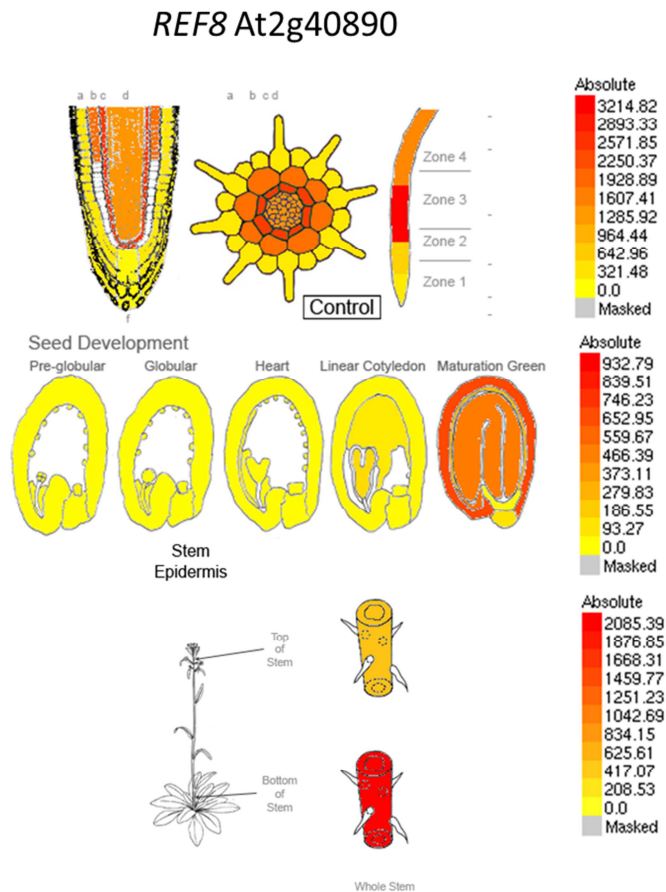 REF8 At2g40890
a b c d
a b c d
f
Zone 4
Zone 3
Zone 2
Zone 1
Control
Absolute
3214.82
2893.33
2571.85
2250.37
1928.89
1607.41
1285.92
964.44
642.96
321.48
0.0
Masked
Seed Development
Pre-globular
Globular
Heart
Linear Cotyledon
Maturation Green
Absolute
932.79
839.51
746.23
652.95
559.67
466.39
373.11
279.83
186.55
93.27
0.0
Masked
Stem
Epidermis
Top
of
Stem
Bottom
of
Stem
Whole Stem
Absolute
2085.39
1876.85
1668.31
1459.77
1251.23
1042.69
834.15
625.61
417.07
208.53
0.0
Masked